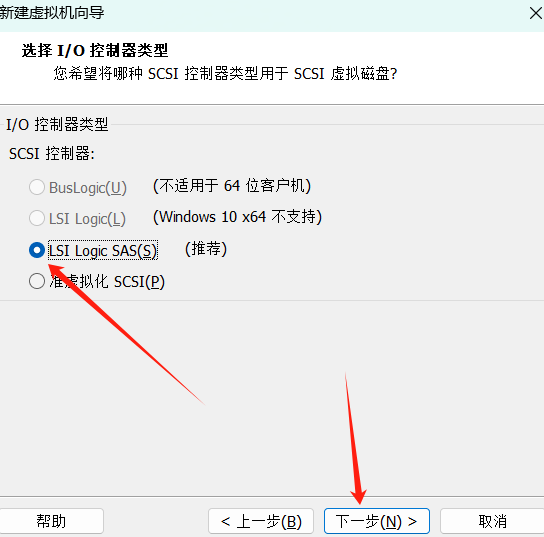 新建虚拟机向导
选择 I/O 控制器类型
您希望将哪种 SCSI 控制器类型用于 SCSI 虚拟磁盘?
I/O 控制器类型
SCSI 控制器:
BusLogic(U) (不适用于 64 位客户机)
LSI Logic(L) (Windows 10 x64 不支持)
LSI Logic SAS(S) (推荐)
准虚拟化 SCSI(P)
帮助 < 上一步(B) 下一步(N) > 取消